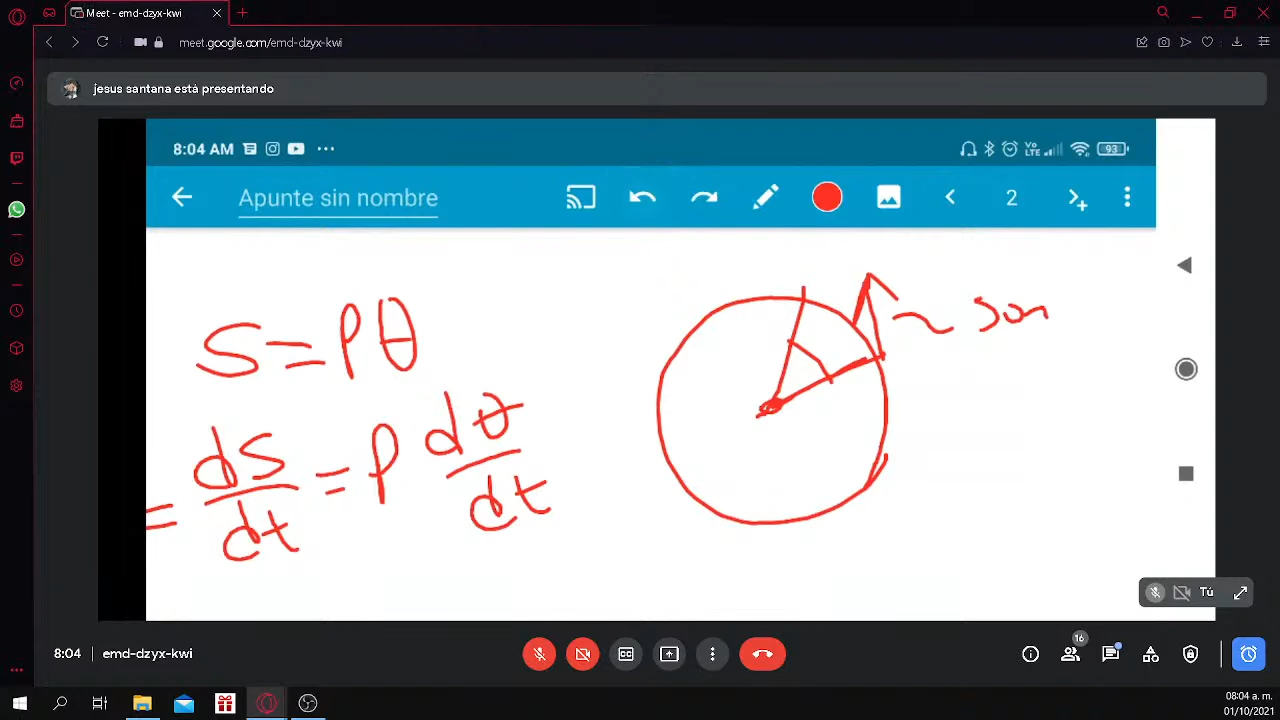 Meet - emd-dzyx-kwi
meet.google.com/emd-dzyx-kwi
jesus santana está presentando
8:04 AM ... Vo LTE 93
Apunte sin nombre 2
S=ρθ
= dS/dt = ρ dθ/dt
Tú
8:04 | emd-dzyx-kwi
16
08:04 a. m.
01/10/2021